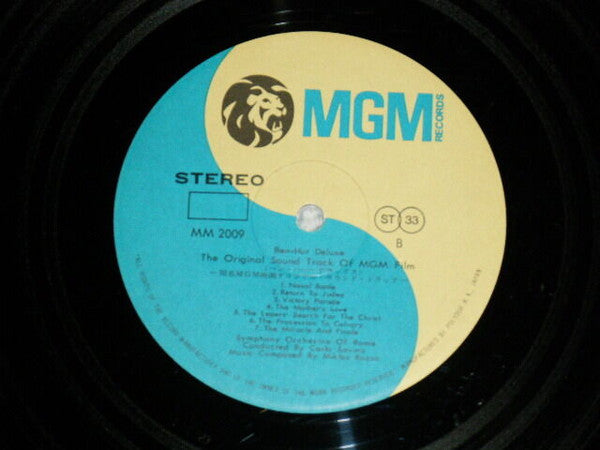 MGM
RECORDS
STEREO
MM 2009
ST 33
B
Ben-Hur Deluxe
The Original Sound Track Of MGM Film
1. Naval Battle
2. Return To Judea
3. Victory Parade
4. The Mother's Love
5. The Lepers' Search For The Christ
6. The Procession To Calvary
7. The Miracle And Finale
Symphony Orchestra Of Rome
Conducted By Carlo Savina
Music Composed By Miklos Rozsa